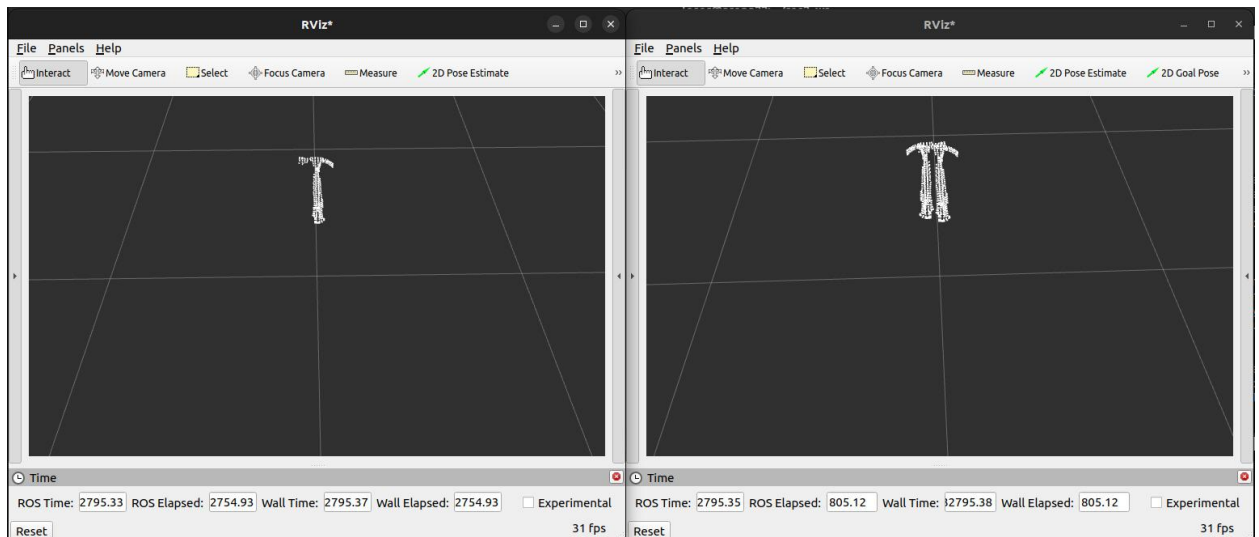 RViz*
File Panels Help
Interact Move Camera Select Focus Camera Measure 2D Pose Estimate »
Time
ROS Time: 2795.33 ROS Elapsed: 2754.93 Wall Time: 2795.37 Wall Elapsed: 2754.93 Experimental
Reset 31 fps
RViz*
File Panels Help
Interact Move Camera Select Focus Camera Measure 2D Pose Estimate 2D Goal Pose »
Time
ROS Time: 2795.35 ROS Elapsed: 805.12 Wall Time: 2795.38 Wall Elapsed: 805.12 Experimental
Reset 31 fps